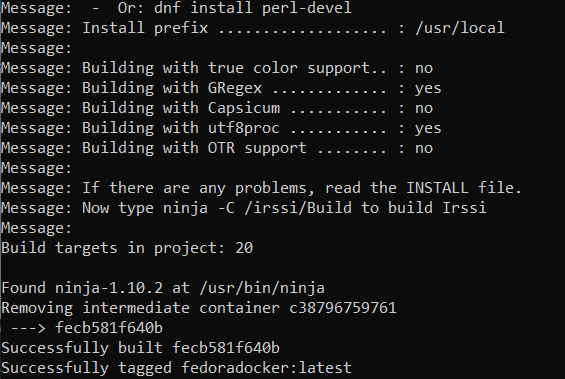 Message:  -  Or: dnf install perl-devel
Message: Install prefix ................... : /usr/local
Message:
Message: Building with true color support.. : no
Message: Building with GRegex ............. : yes
Message: Building with Capsicum ........... : no
Message: Building with utf8proc ........... : yes
Message: Building with OTR support ........ : no
Message:
Message: If there are any problems, read the INSTALL file.
Message: Now type ninja -C /irssi/Build to build Irssi
Message:
Build targets in project: 20

Found ninja-1.10.2 at /usr/bin/ninja
Removing intermediate container c38796759761
 ---> fecb581f640b
Successfully built fecb581f640b
Successfully tagged fedoradocker:latest